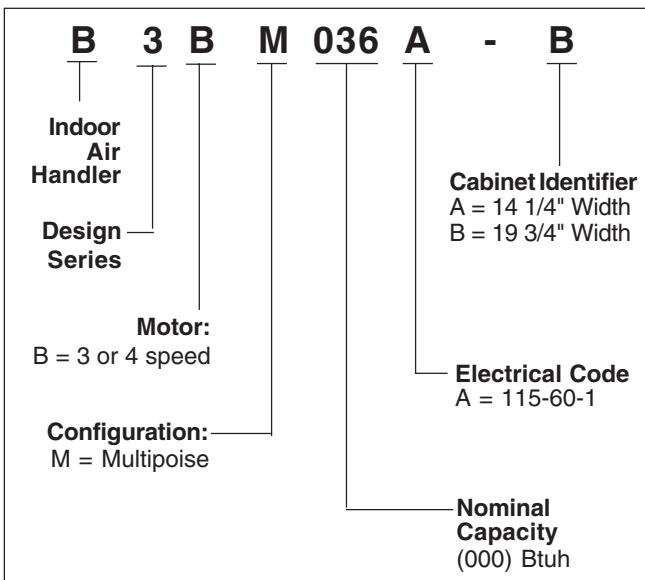 B 3 B M 036 A - B
Indoor
Air
Handler
Cabinet Identifier
A = 14 1/4" Width
B = 19 3/4" Width
Design
Series
Motor:
B = 3 or 4 speed
Electrical Code
A = 115-60-1
Configuration:
M = Multipoise
Nominal
Capacity
(000) Btuh